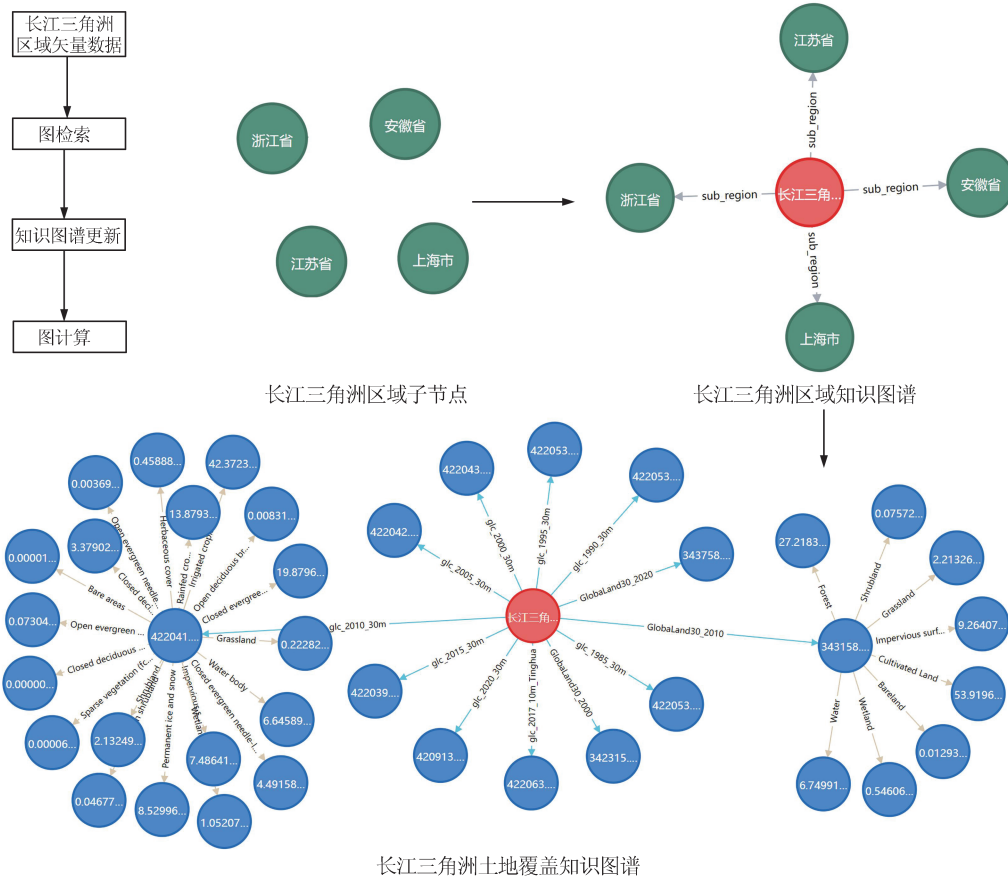 长江三角洲
区域矢量数据
图检索
知识图谱更新
图计算
浙江省
安徽省
江苏省
上海市
长江三角洲区域子节点
江苏省
sub_region
浙江省
sub_region
长江三角...
sub_region
安徽省
sub_region
上海市
长江三角洲区域知识图谱
0.45888...
42.3723...
0.00369...
13.8793...
0.00831...
3.37902...
0.00001...
19.8796...
0.07304...
422041....
0.22282...
0.00000...
6.64589...
0.00006...
2.13249...
7.48641...
4.49158...
0.04677...
8.52996...
1.05207...
Open evergreen needle...
Herbaceous cover
Rainfed cro...
Irrigated crop
Open deciduous br...
Closed deci...
Closed evergree...
Bare areas
Open evergreen ...
Grassland
Closed deciduous ...
Water body
Sparse vegetation (fc...
Shrubland
Permanent ice and snow
Closed evergreen needle-l...
glc_2010_30m
422043....
422053....
422053....
422042....
343758....
glc_2000_30m
glc_1995_30m
glc_1990_30m
glc_2005_30m
GlobaLand30_2020
长江三角...
GlobaLand30_2010
glc_2015_30m
glc_2020_30m
glc_2017_10m_Tinghua
GlobaLand30_2000
glc_1985_30m
422039....
422053....
420913....
422063....
342315....
0.07572...
27.2183...
2.21326...
9.26407...
343158....
53.9196...
0.01293...
6.74991...
0.54606...
Forest
Shrubland
Grassland
Impervious surf...
Cultivated Land
Bareland
Wetland
Water
长江三角洲土地覆盖知识图谱